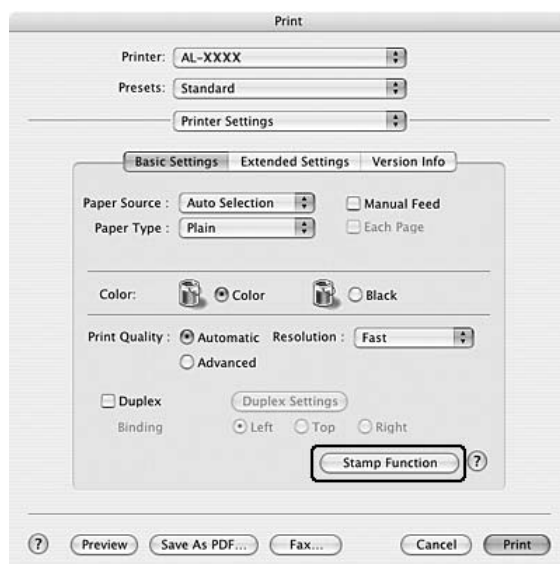 Print
Printer: AL-XXXX
Presets: Standard
Printer Settings
Basic Settings Extended Settings Version Info
Paper Source : Auto Selection Manual Feed
Paper Type : Plain Each Page
Color: Color Black
Print Quality : Automatic Resolution : Fast
Advanced
Duplex Duplex Settings
Binding Left Top Right
Stamp Function ?
? Preview Save As PDF... Fax... Cancel Print